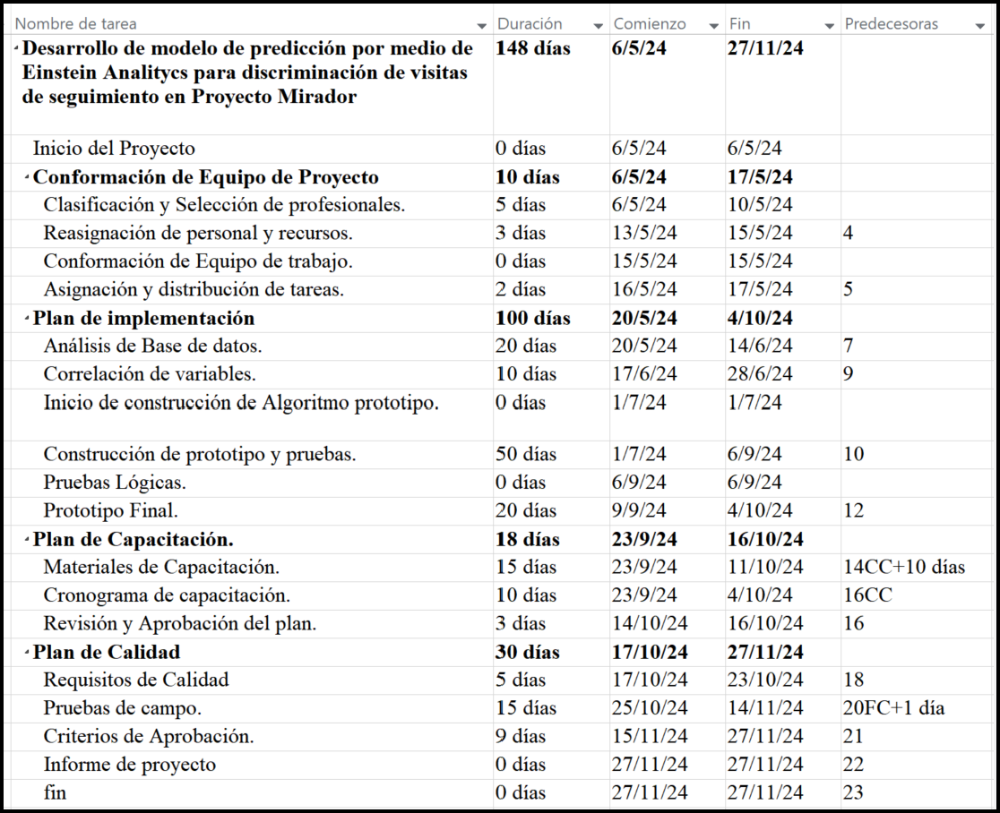 Nombre de tarea Duración Comienzo Fin Predecesoras
Desarrollo de modelo de predicción por medio de 148 días 6/5/24 27/11/24
Einstein Analitycs para discriminación de visitas
de seguimiento en Proyecto Mirador
Inicio del Proyecto 0 días 6/5/24 6/5/24
Conformación de Equipo de Proyecto 10 días 6/5/24 17/5/24
Clasificación y Selección de profesionales. 5 días 6/5/24 10/5/24
Reasignación de personal y recursos. 3 días 13/5/24 15/5/24 4
Conformación de Equipo de trabajo. 0 días 15/5/24 15/5/24
Asignación y distribución de tareas. 2 días 16/5/24 17/5/24 5
Plan de implementación 100 días 20/5/24 4/10/24
Análisis de Base de datos. 20 días 20/5/24 14/6/24 7
Correlación de variables. 10 días 17/6/24 28/6/24 9
Inicio de construcción de Algoritmo prototipo. 0 días 1/7/24 1/7/24
Construcción de prototipo y pruebas. 50 días 1/7/24 6/9/24 10
Pruebas Lógicas. 0 días 6/9/24 6/9/24
Prototipo Final. 20 días 9/9/24 4/10/24 12
Plan de Capacitación. 18 días 23/9/24 16/10/24
Materiales de Capacitación. 15 días 23/9/24 11/10/24 14CC+10 días
Cronograma de capacitación. 10 días 23/9/24 4/10/24 16CC
Revisión y Aprobación del plan. 3 días 14/10/24 16/10/24 16
Plan de Calidad 30 días 17/10/24 27/11/24
Requisitos de Calidad 5 días 17/10/24 23/10/24 18
Pruebas de campo. 15 días 25/10/24 14/11/24 20FC+1 día
Criterios de Aprobación. 9 días 15/11/24 27/11/24 21
Informe de proyecto 0 días 27/11/24 27/11/24 22
fin 0 días 27/11/24 27/11/24 23